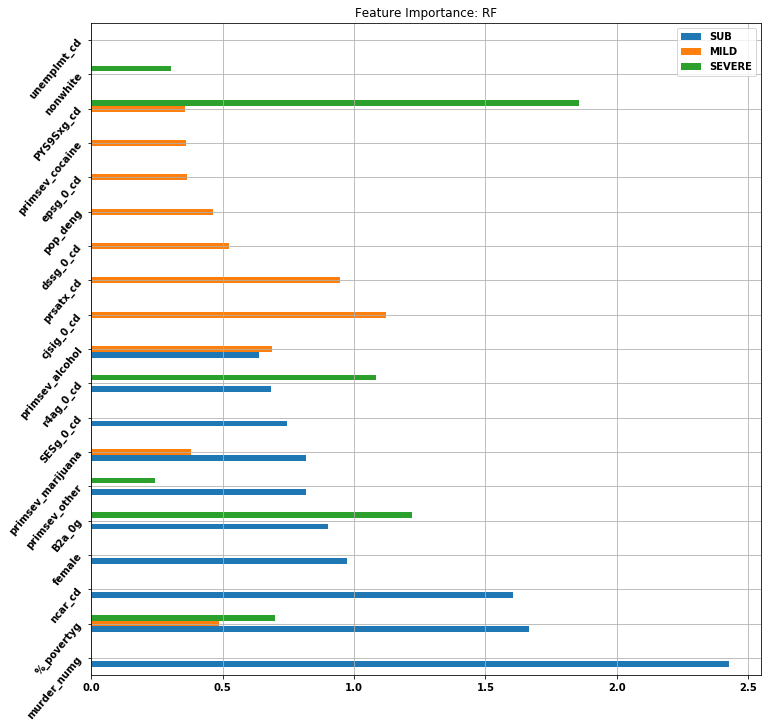 Feature Importance: RF
SUB
MILD
SEVERE
unemplmt_cd
nonwhite
PYS9Sxg_cd
primsev_cocaine
epsg_0_cd
pop_deng
dssg_0_cd
prsatx_cd
cjsig_0_cd
primsev_alcohol
r4ag_0_cd
SESg_0_cd
primsev_marijuana
primsev_other
B2a_0g
female
ncar_cd
%_povertyg
murder_numg
0.0 0.5 1.0 1.5 2.0 2.5